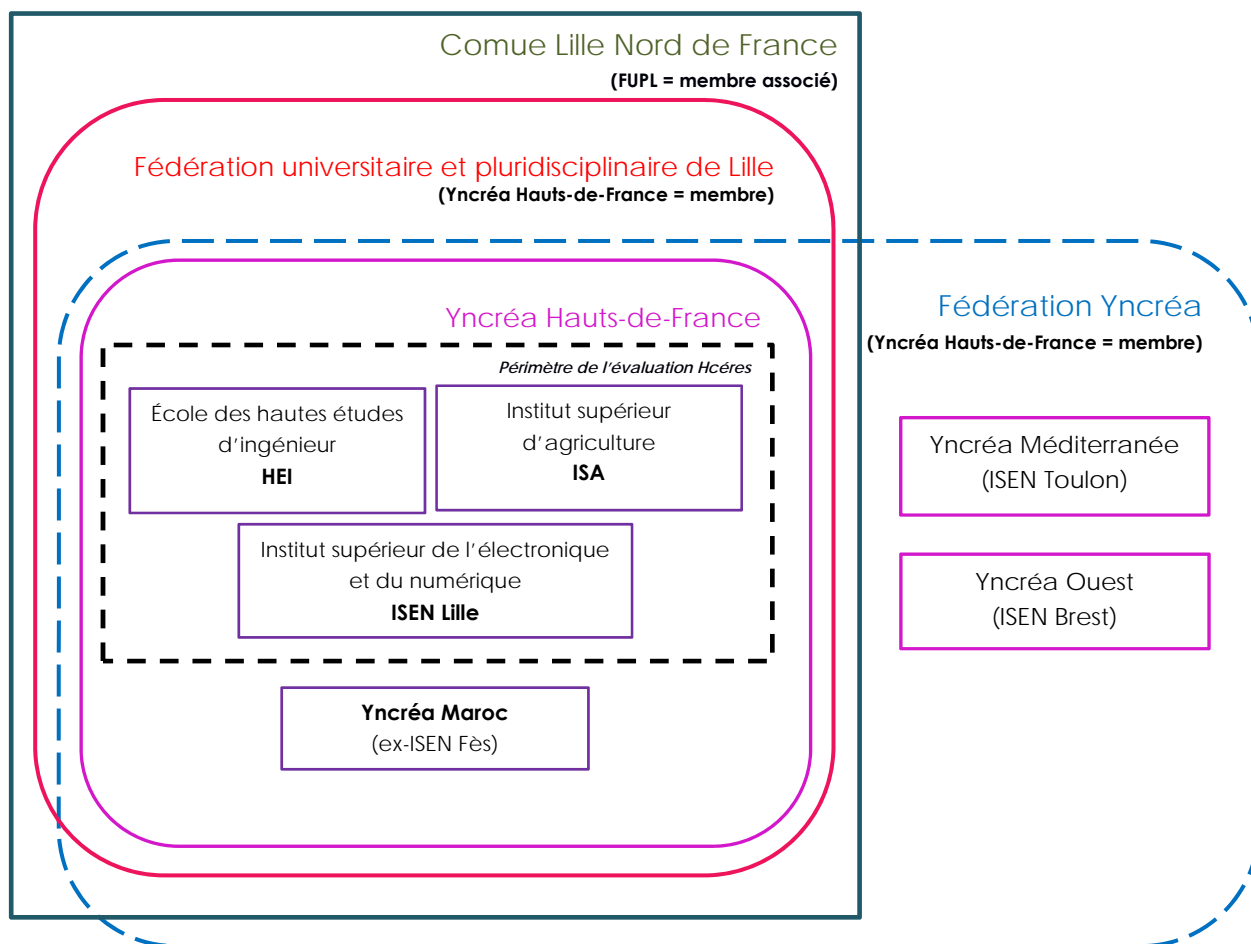 Comue Lille Nord de France
(FUPL = membre associé)
Fédération universitaire et pluridisciplinaire de Lille
(Yncréa Hauts-de-France = membre)
Yncréa Hauts-de-France
Fédération Yncréa
(Yncréa Hauts-de-France = membre)
Périmètre de l'évaluation Hcéres
École des hautes études
d'ingénieur
HEI
Institut supérieur
d'agriculture
ISA
Institut supérieur de l'électronique
et du numérique
ISEN Lille
Yncréa Maroc
(ex-ISEN Fès)
Yncréa Méditerranée
(ISEN Toulon)
Yncréa Ouest
(ISEN Brest)